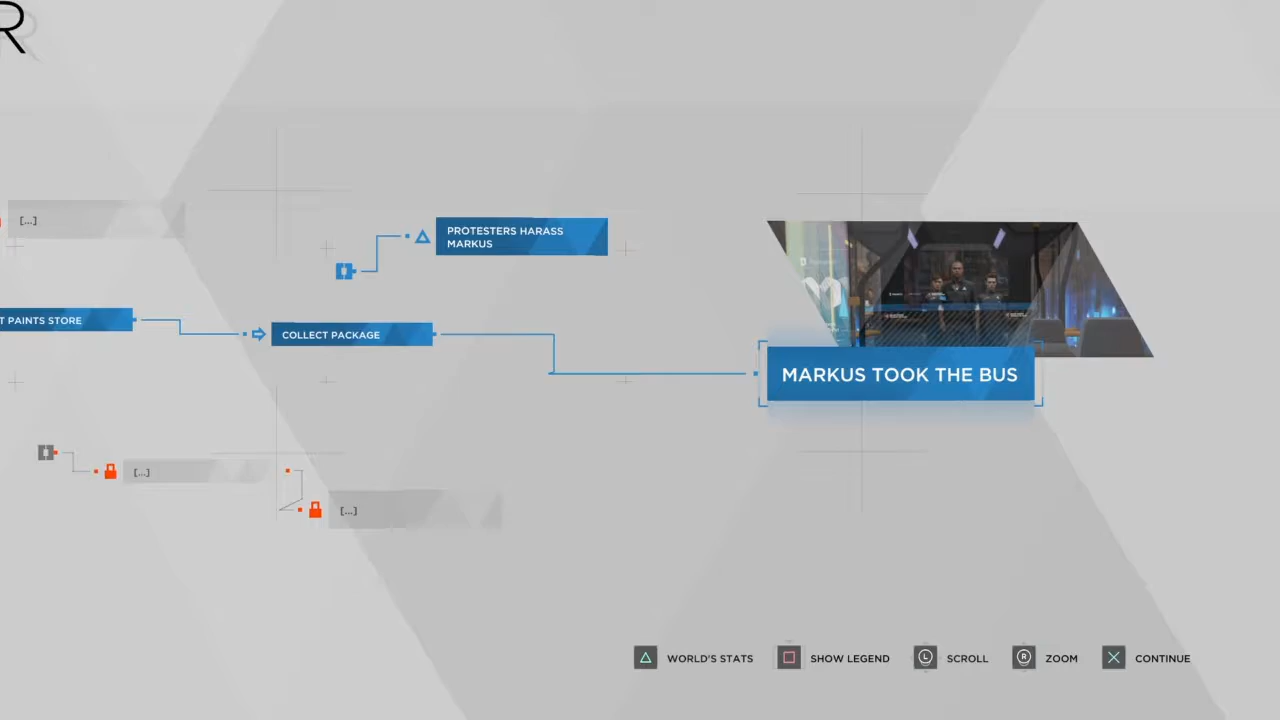 R
[...]
PROTESTERS HARASS
MARKUS
T PAINTS STORE
COLLECT PACKAGE
MARKUS TOOK THE BUS
[...]
[...]
WORLD'S STATS
SHOW LEGEND
L
SCROLL
R
ZOOM
CONTINUE